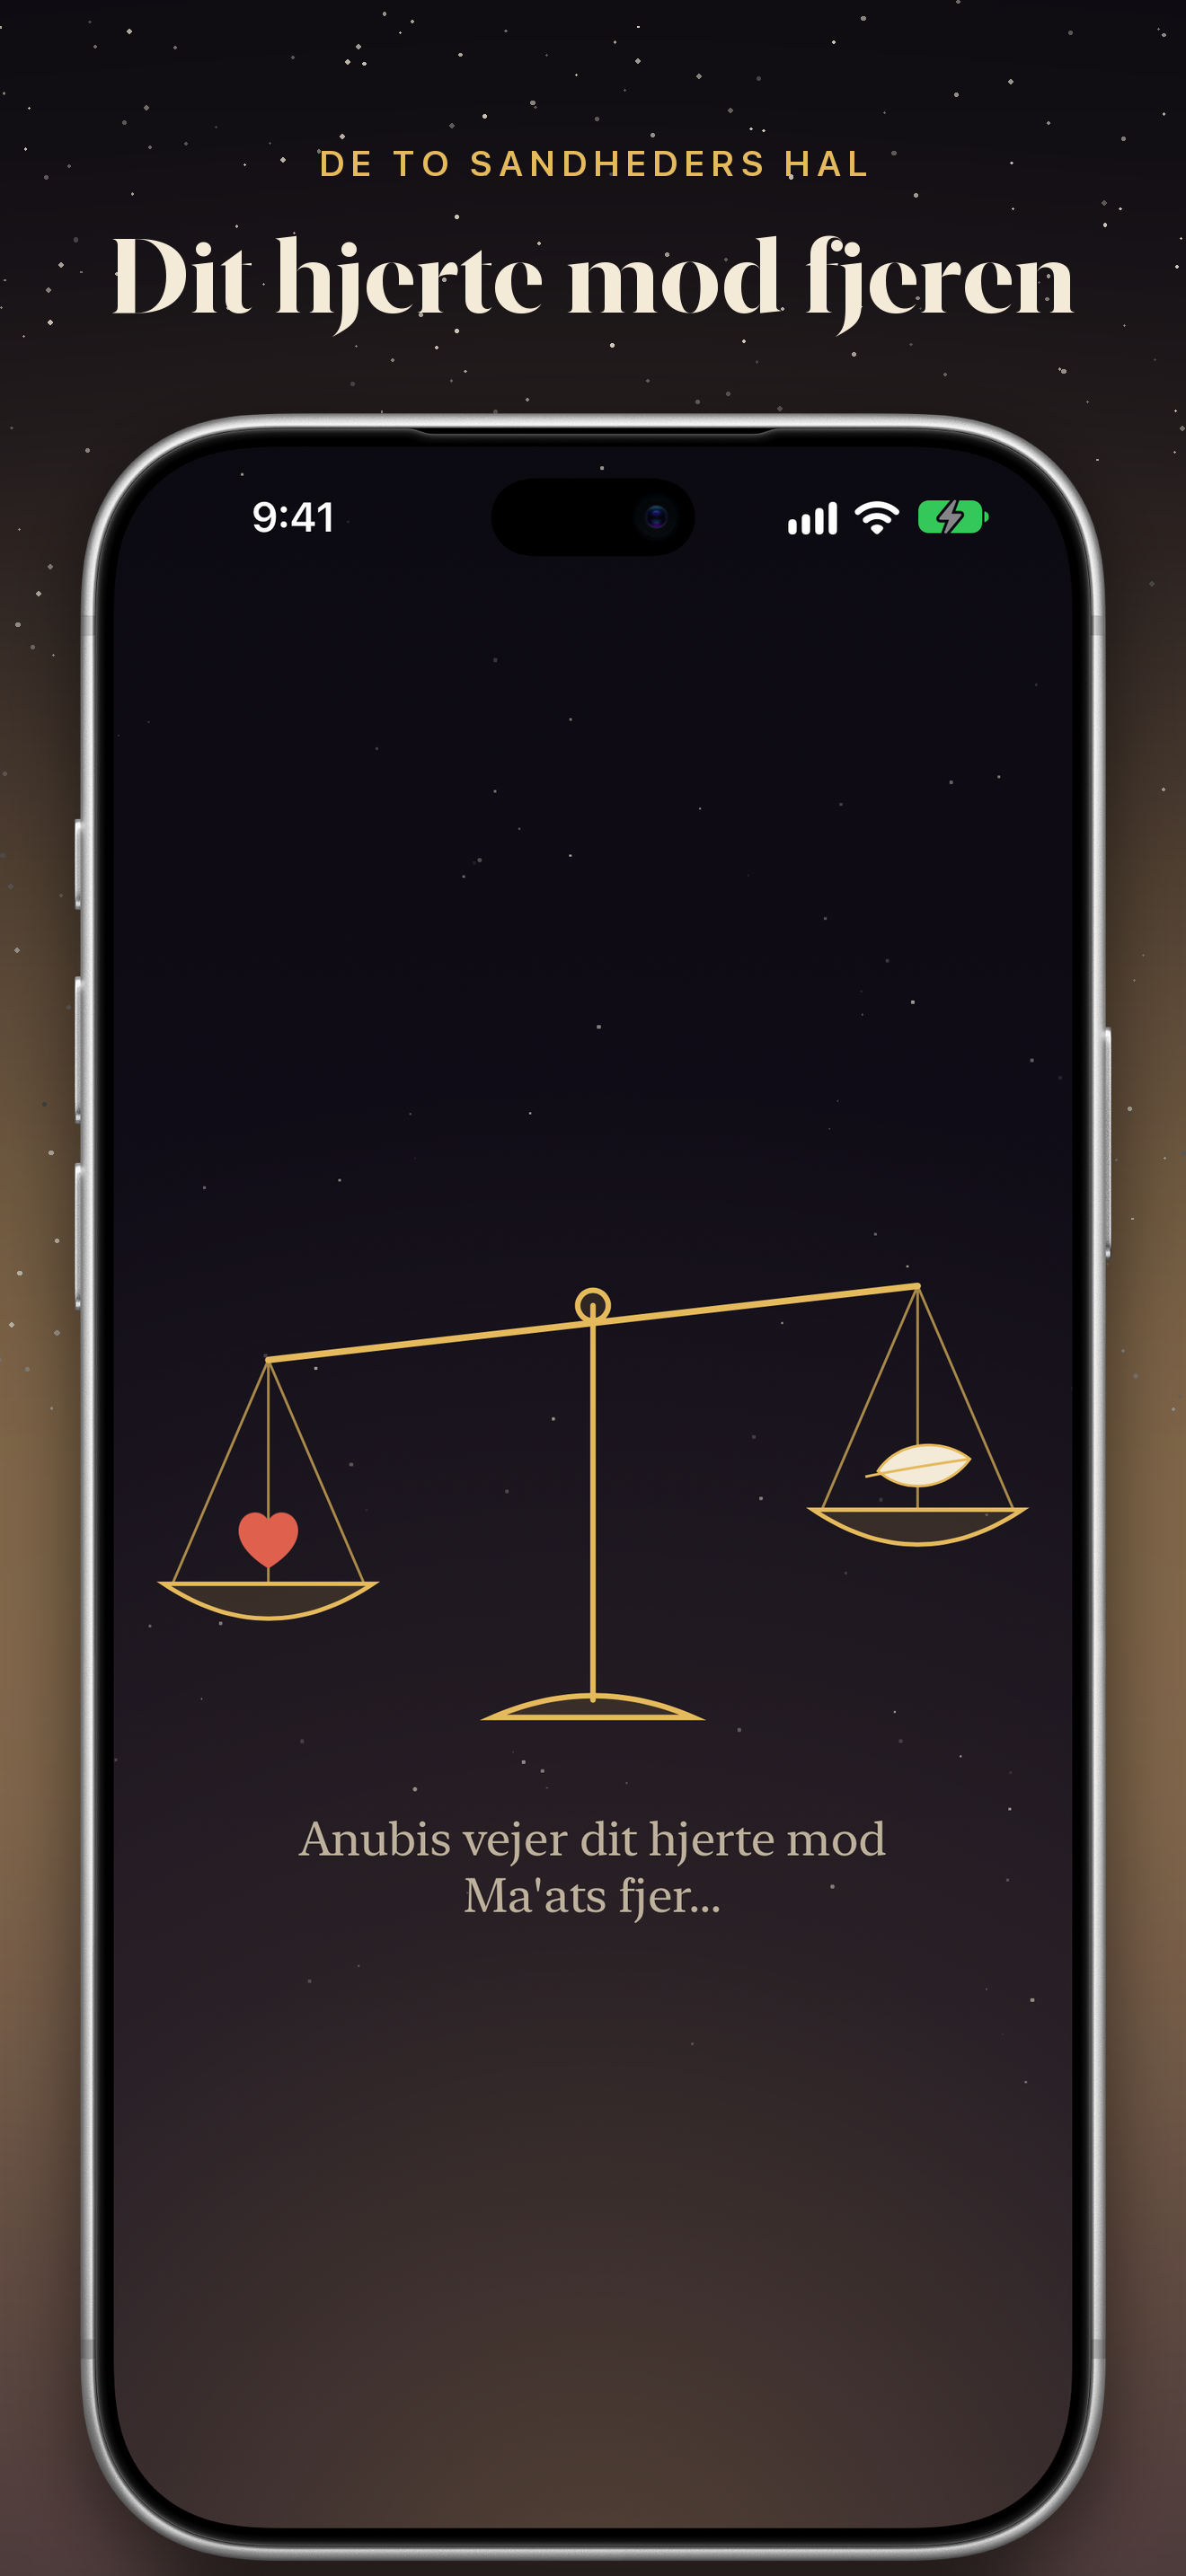 DE TO SANDHEDERS HAL
Dit hjerte mod fjeren
9:41
Anubis vejer dit hjerte mod
Ma'ats fjer...